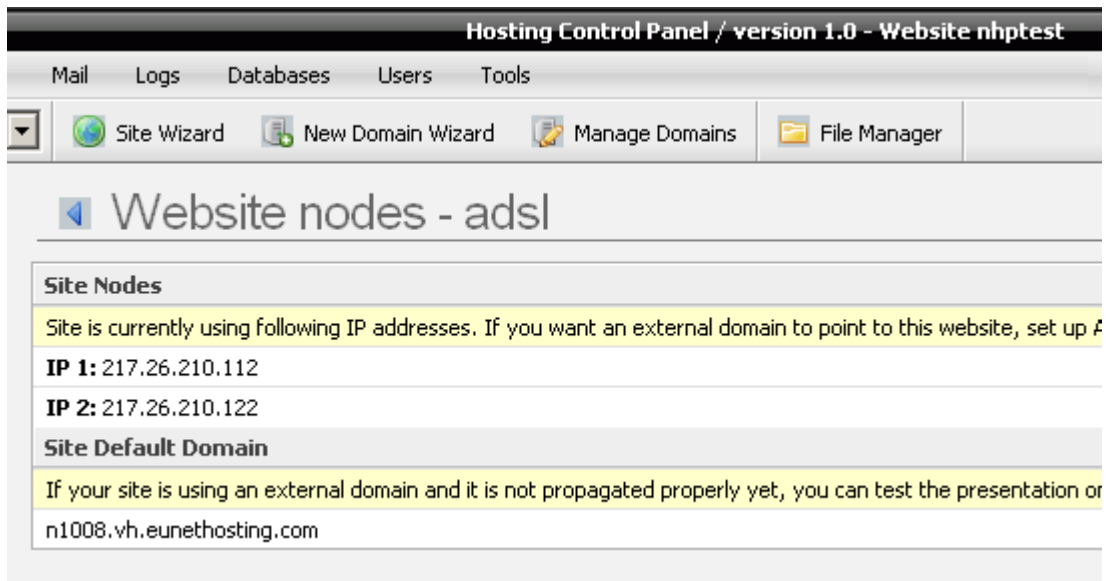 Hosting Control Panel / version 1.0 - Website nhptest
Mail Logs Databases Users Tools
Site Wizard New Domain Wizard Manage Domains File Manager
Website nodes - adsl
Site Nodes
Site is currently using following IP addresses. If you want an external domain to point to this website, set up
IP 1: 217.26.210.112
IP 2: 217.26.210.122
Site Default Domain
If your site is using an external domain and it is not propagated properly yet, you can test the presentation
n1008.vh.eunethosting.com